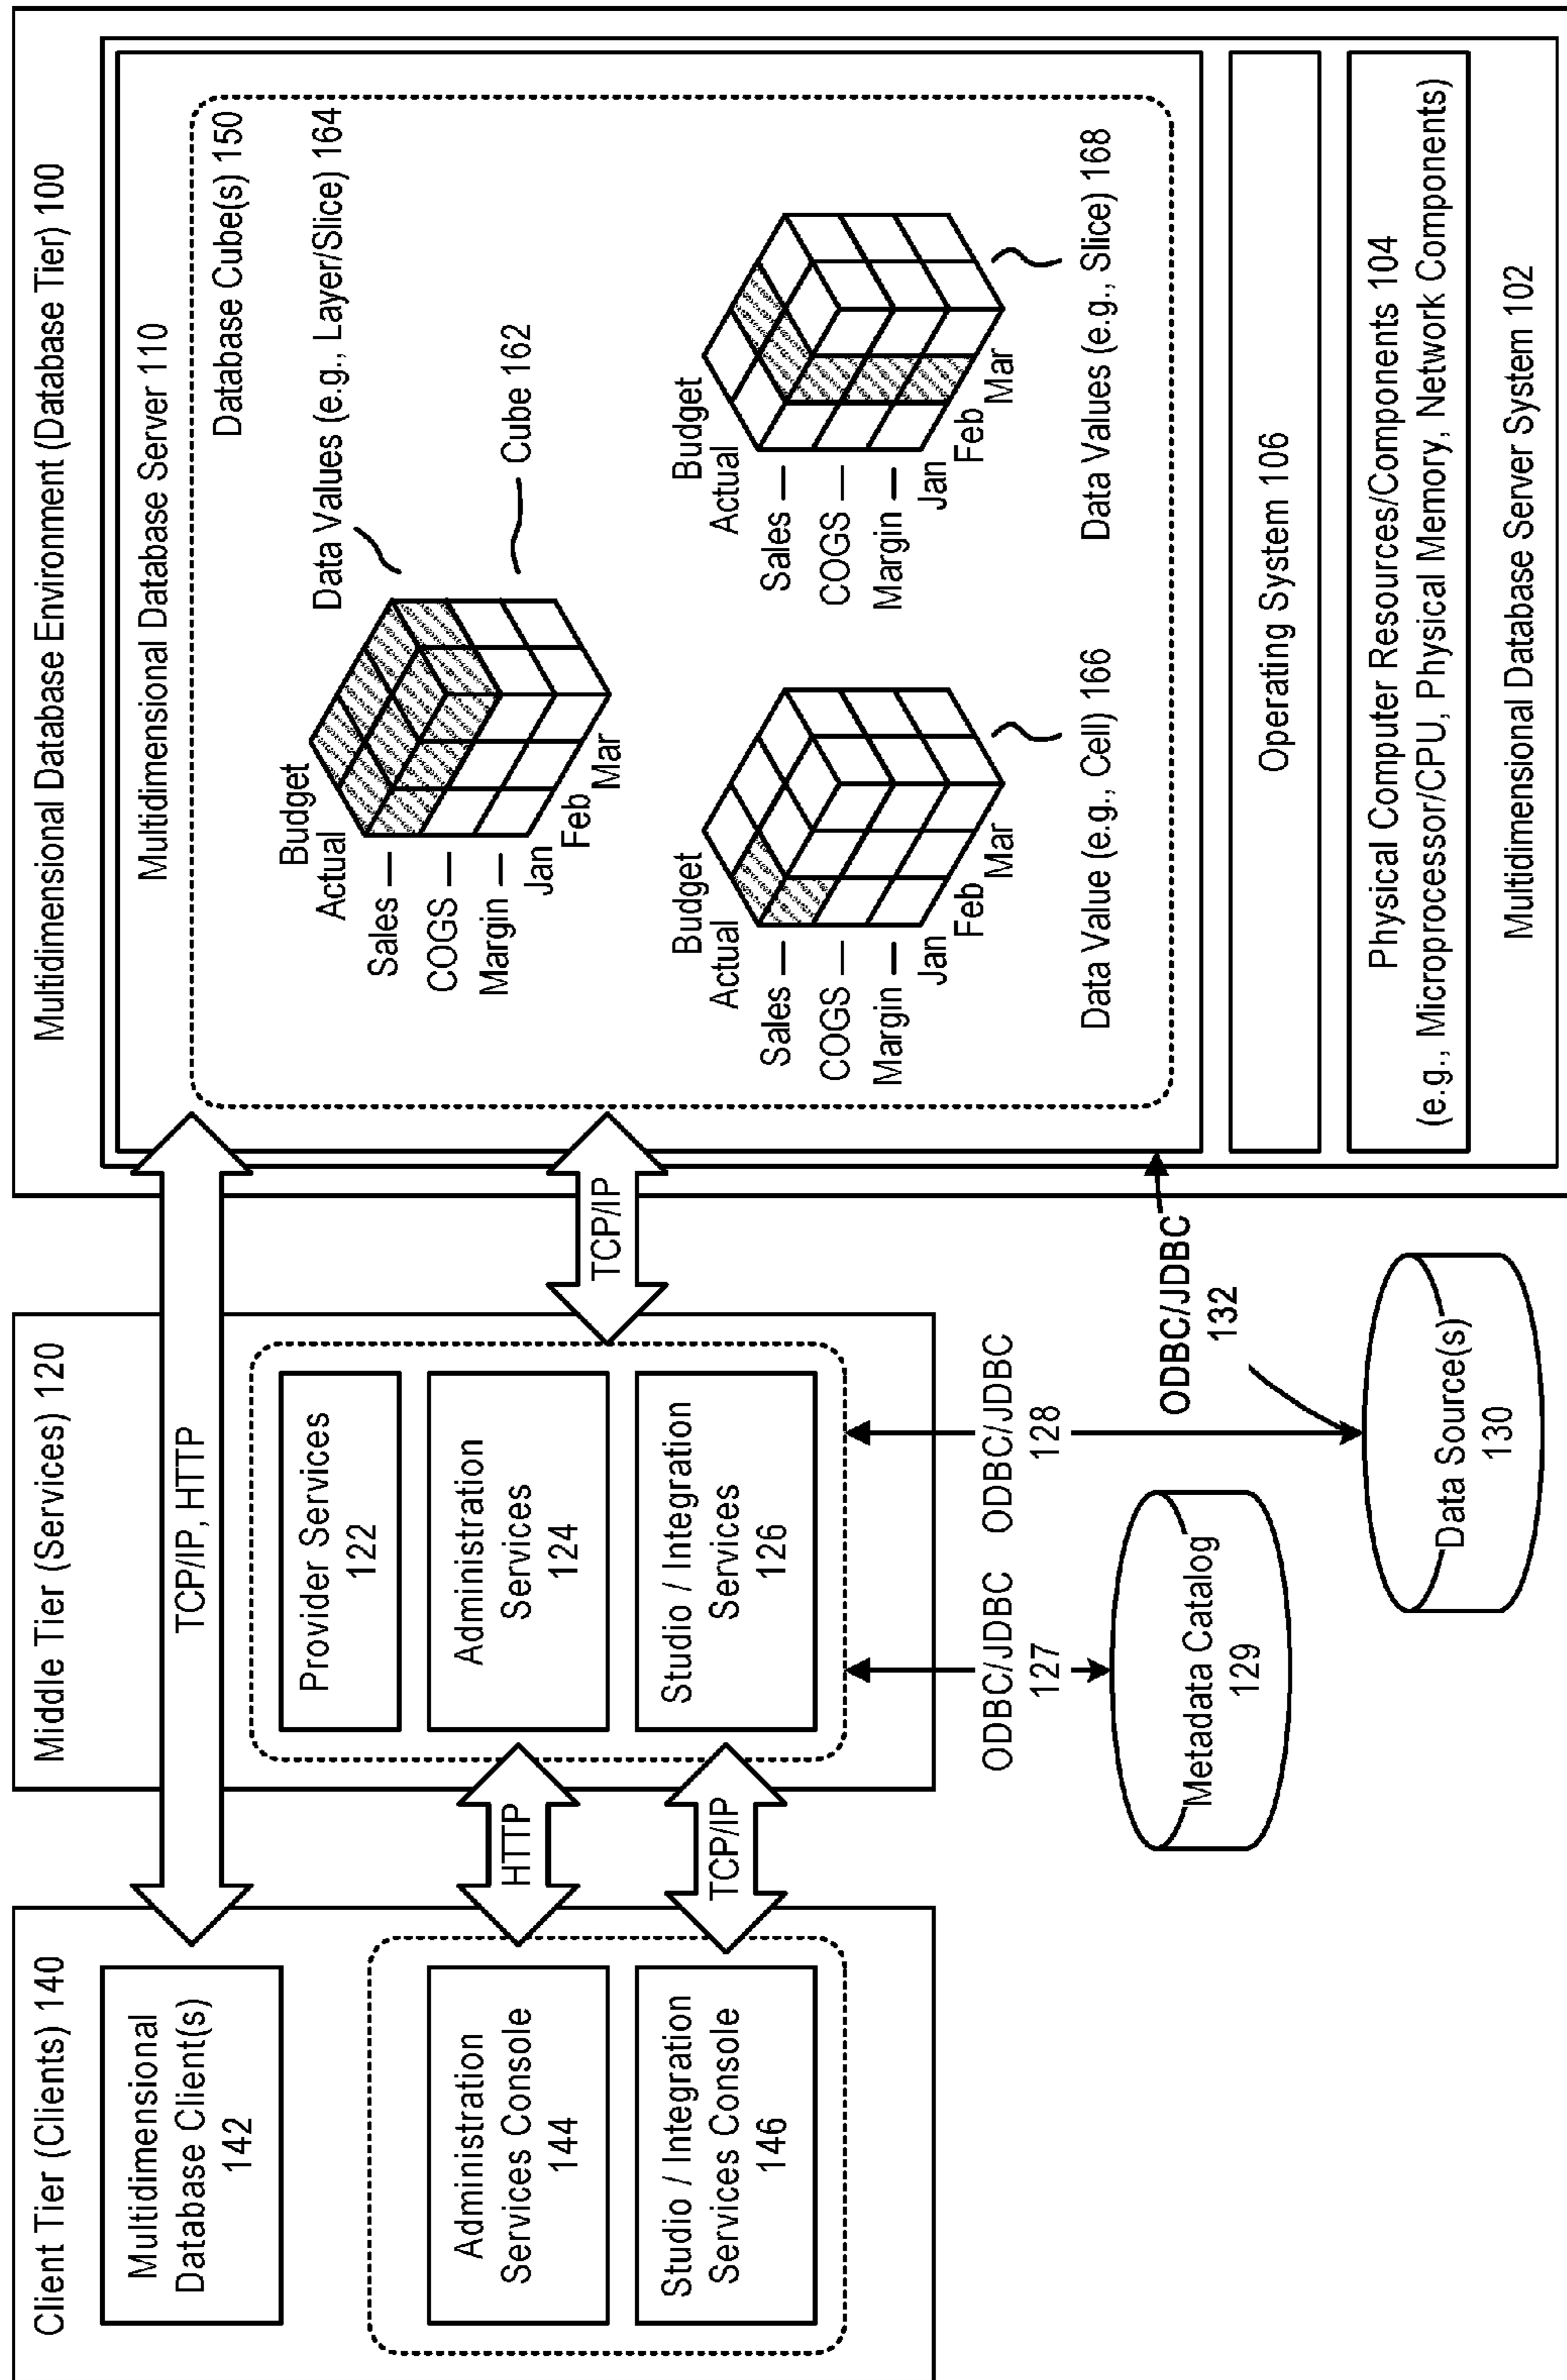 Client Tier (Clients) 140
Multidimensional
Database Client(s)
142
Administration
Services Console
144
Studio / Integration
Services Console
146
TCP/IP, HTTP
HTTP
TCP/IP
Middle Tier (Services) 120
Provider Services
122
Administration
Services
124
Studio / Integration
Services
126
ODBC/JDBC
127
ODBC/JDBC
128
Metadata Catalog
129
Data Source(s)
130
ODBC/JDBC
132
TCP/IP
Multidimensional Database Environment (Database Tier) 100
Multidimensional Database Server 110
Database Cube(s) 150
Data Values (e.g., Layer/Slice) 164
Cube 162
Budget
Actual
Sales
COGS
Margin
Jan
Feb
Mar
Budget
Actual
Sales
COGS
Margin
Jan
Feb
Mar
Data Value (e.g., Cell) 166
Budget
Actual
Sales
COGS
Margin
Jan
Feb
Mar
Data Values (e.g., Slice) 168
Operating System 106
Physical Computer Resources/Components 104
(e.g., Microprocessor/CPU, Physical Memory, Network Components)
Multidimensional Database Server System 102